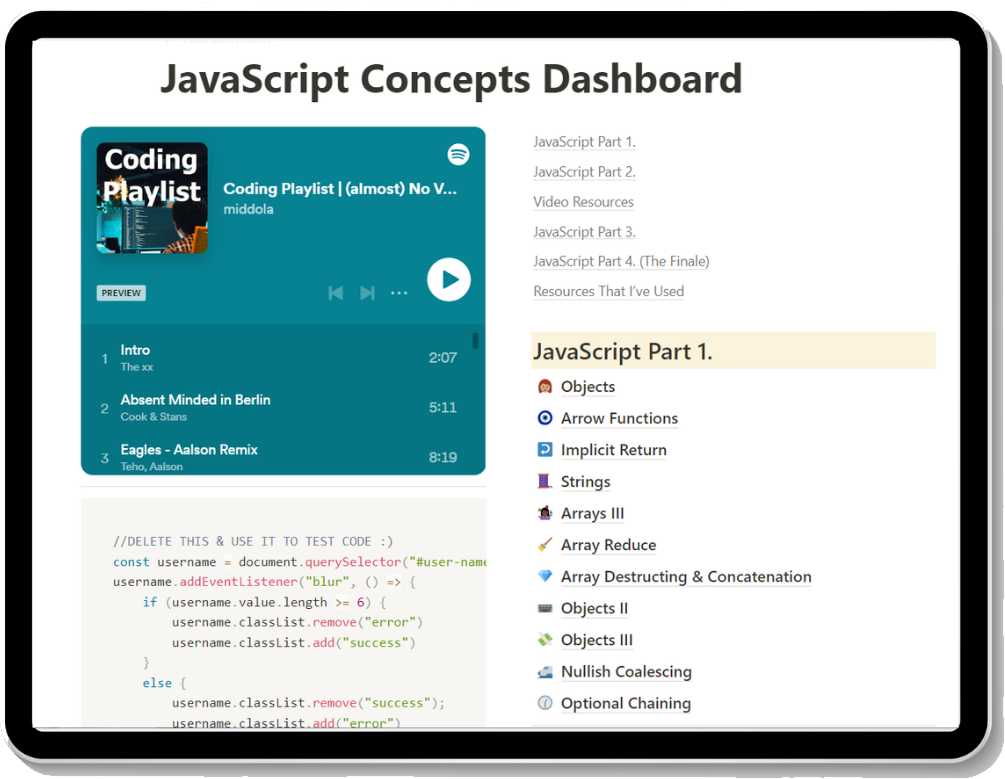 JavaScript Concepts Dashboard
Coding
Playlist
Coding Playlist | (almost) No V...
middola
PREVIEW
1 Intro 2:07
The xx
2 Absent Minded in Berlin 5:11
Cook & Stans
3 Eagles - Aalson Remix 8:19
Teho, Aalson
//DELETE THIS & USE IT TO TEST CODE :)
const username = document.querySelector("#user-name
username.addEventListener("blur", () => {
if (username.value.length >= 6) {
username.classList.remove("error")
username.classList.add("success")
}
else {
username.classList.remove("success");
username.classList.add("error")
JavaScript Part 1.
JavaScript Part 2.
Video Resources
JavaScript Part 3.
JavaScript Part 4. (The Finale)
Resources That I've Used
JavaScript Part 1.
Objects
Arrow Functions
Implicit Return
Strings
Arrays III
Array Reduce
Array Destructing & Concatenation
Objects II
Objects III
Nullish Coalescing
Optional Chaining